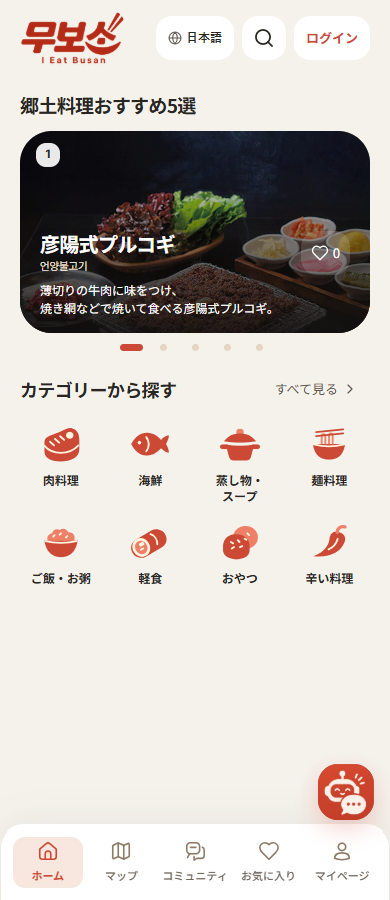 무보소
I Eat Busan
日本語
ログイン
郷土料理おすすめ5選
1
彦陽式プルコギ
언양불고기
0
薄切りの牛肉に味をつけ、
焼き網などで焼いて食べる彦陽式プルコギ。
カテゴリーから探す
すべて見る
肉料理
海鮮
蒸し物・
スープ
麺料理
ご飯・お粥
軽食
おやつ
辛い料理
ホーム
マップ
コミュニティ
お気に入り
マイページ